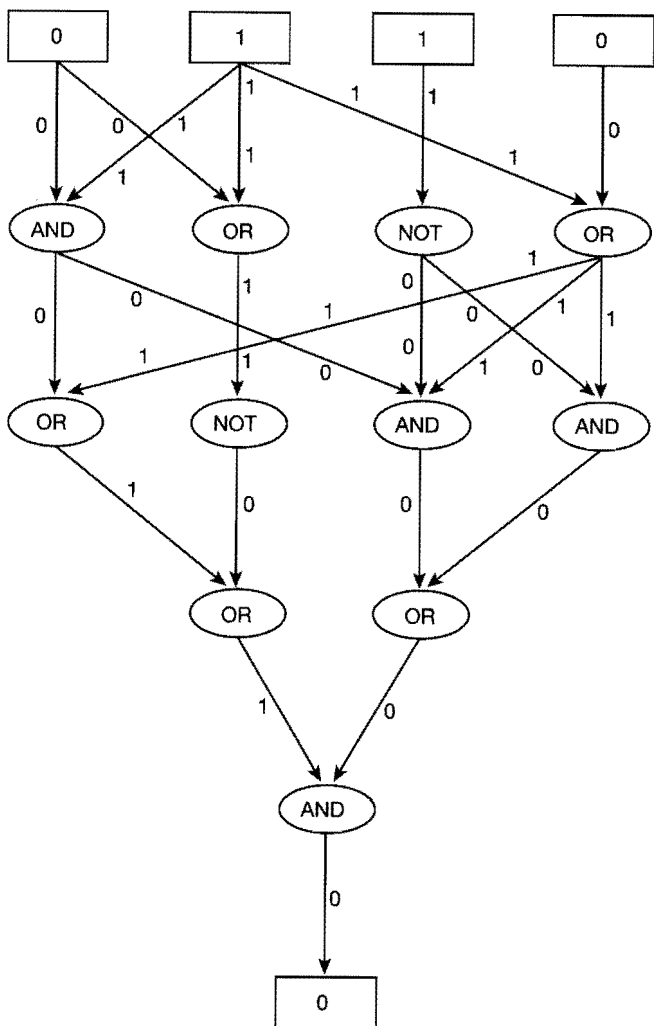 0 1 1 0
1
0 0 1 1 1 0
1 1 1
AND OR NOT OR
1
0 1 0
0 0 1 1
0 1 1 0 1 0
OR NOT AND AND
1 0 0 0
OR OR
1 0
AND
0
0